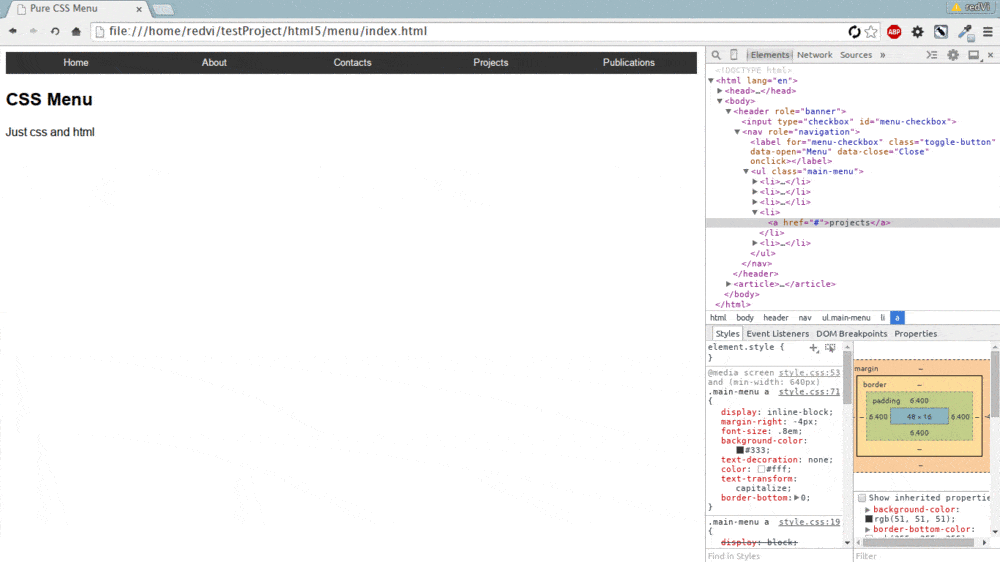 Pure CSS Menu
redVi
file:///home/redvi/testProject/html5/menu/index.html
ABP
Home About Contacts Projects Publications
CSS Menu
Just css and html
Elements Network Sources »
<!DOCTYPE html>
<html lang="en">
<head>…</head>
<body>
<header role="banner">
<input type="checkbox" id="menu-checkbox">
<nav role="navigation">
<label for="menu-checkbox" class="toggle-button"
data-open="Menu" data-close="Close"
onclick></label>
<ul class="main-menu">
<li>…</li>
<li>…</li>
<li>…</li>
<li>
<a href="#">projects</a>
</li>
<li>…</li>
</ul>
</nav>
</header>
<article>…</article>
</body>
</html>
html body header nav ul.main-menu li a
Styles Event Listeners DOM Breakpoints Properties
element.style {
}
@media screen style.css:53
and (min-width: 640px)
.main-menu a style.css:71
{
display: inline-block;
margin-right: -4px;
font-size: .8em;
background-color:
#333;
text-decoration: none;
color: #fff;
text-transform:
capitalize;
border-bottom: 0;
}
.main-menu a style.css:19
{
display: block;
Find in Styles
margin –
border –
padding 6.400
– 6.400 48 × 16 6.400 – -4
6.400
–
–
Show inherited properties
background-color:
rgb(51, 51, 51);
border-bottom-color:
Filter